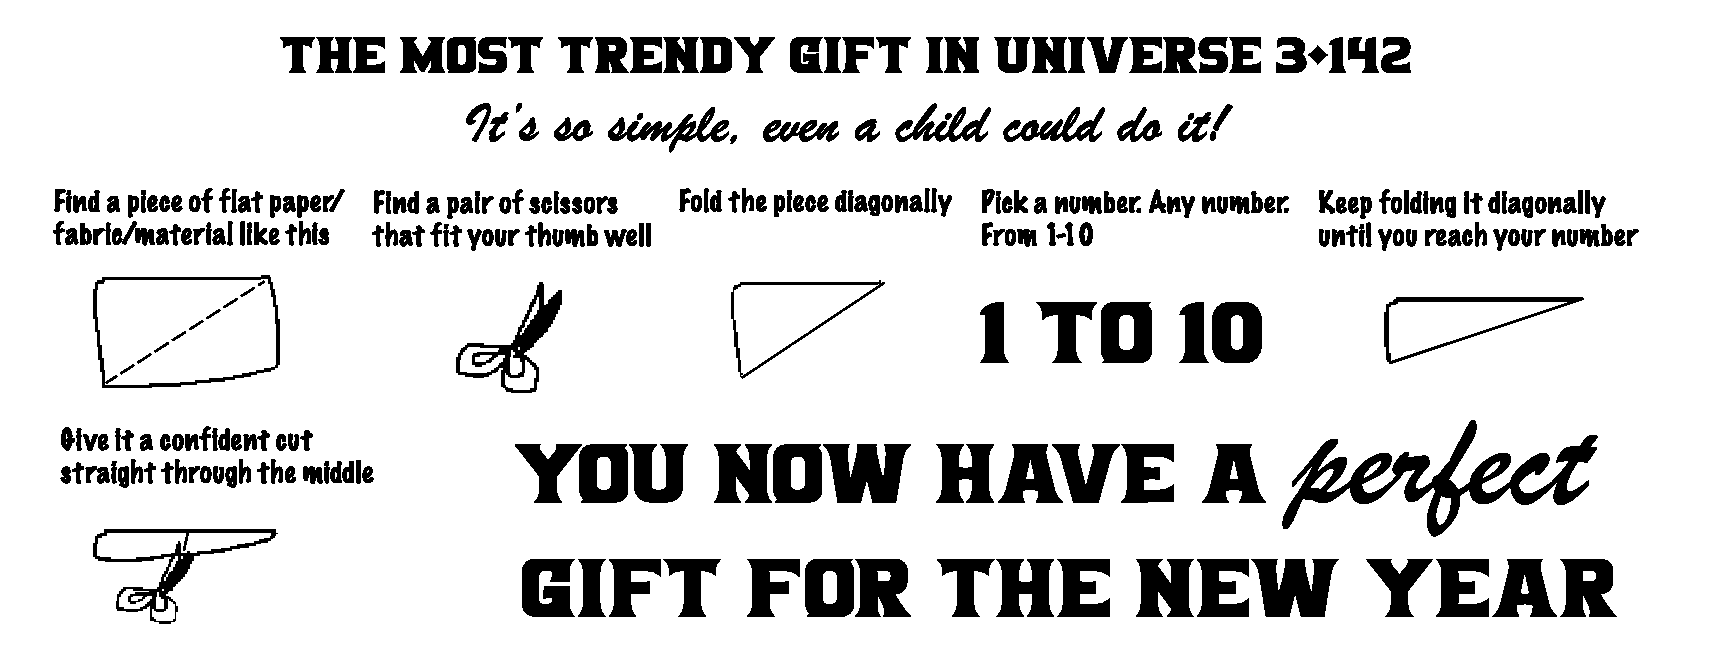 THE MOST TRENDY GIFT IN UNIVERSE 3•142
It's so simple, even a child could do it!
Find a piece of flat paper/
fabric/material like this
Find a pair of scissors
that fit your thumb well
Fold the piece diagonally
Pick a number. Any number.
From 1-10
1 TO 10
Keep folding it diagonally
until you reach your number
Give it a confident cut
straight through the middle
YOU NOW HAVE A perfect
GIFT FOR THE NEW YEAR